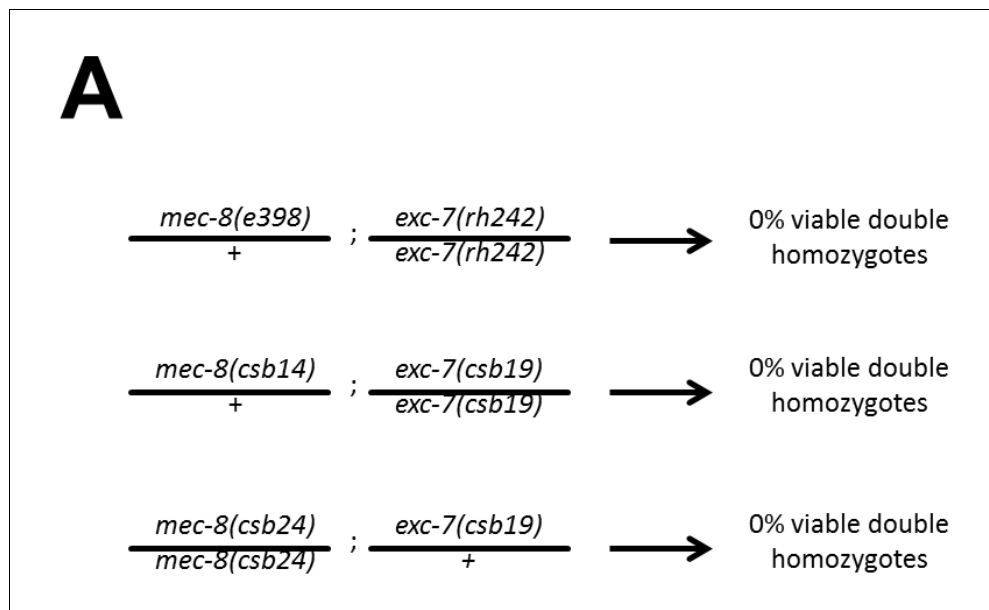 A
mec-8(e398) ; exc-7(rh242) 0% viable double
+ exc-7(rh242) homozygotes
mec-8(csb14) ; exc-7(csb19) 0% viable double
+ exc-7(csb19) homozygotes
mec-8(csb24) ; exc-7(csb19) 0% viable double
mec-8(csb24) + homozygotes